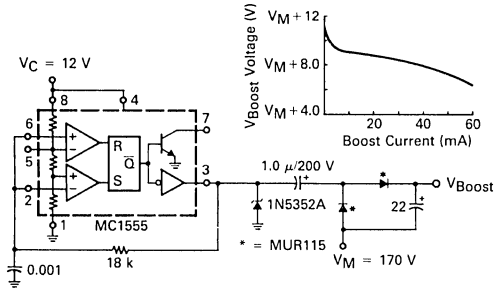 V_C = 12 V
8
4
6
5
2
7
3
1
+
−
+
−
R
Q̅
S
MC1555
0.001
18 k
1N5352A
1.0 µ/200 V
+
*
*
22
+
V_Boost
V_M = 170 V
* = MUR115
V_Boost Voltage (V)
V_M + 12
V_M + 8.0
V_M + 4.0
0
20
40
60
Boost Current (mA)